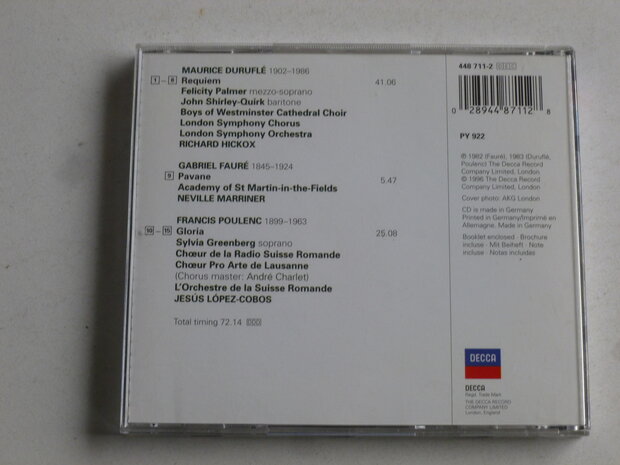 MAURICE DURUFLÉ 1902–1986
1 – 8 Requiem 41.06
Felicity Palmer mezzo-soprano
John Shirley-Quirk baritone
Boys of Westminster Cathedral Choir
London Symphony Chorus
London Symphony Orchestra
RICHARD HICKOX
GABRIEL FAURÉ 1845–1924
9 Pavane 5.47
Academy of St Martin-in-the-Fields
NEVILLE MARRINER
FRANCIS POULENC 1899–1963
10 – 15 Gloria 25.08
Sylvia Greenberg soprano
Chœur de la Radio Suisse Romande
Chœur Pro Arte de Lausanne
(Chorus master: André Charlet)
L'Orchestre de la Suisse Romande
JESÚS LÓPEZ-COBOS
Total timing 72.14 DDD
448 711-2
0 28944 87112 8
PY 922
℗ 1982 (Fauré), 1983 (Duruflé,
Poulenc) The Decca Record
Company Limited, London
© 1996 The Decca Record
Company Limited, London
Cover photo: AKG London
CD is made in Germany
Printed in Germany/Imprimé en
Allemagne. Made in Germany
Booklet enclosed · Brochure
incluse · Mit Beiheft · Note
incluse · Notas incluidas
DECCA
DECCA
Regd. Trade Mark
THE DECCA RECORD
COMPANY LIMITED
London, England